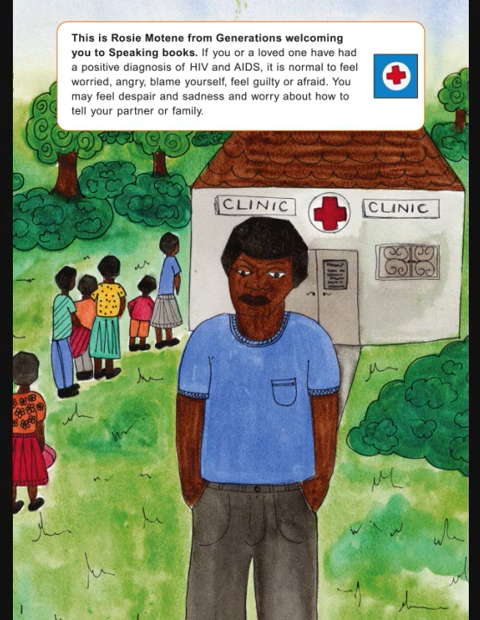 This is Rosie Motene from Generations welcoming
you to Speaking books. If you or a loved one have had
a positive diagnosis of HIV and AIDS, it is normal to feel
worried, angry, blame yourself, feel guilty or afraid. You
may feel despair and sadness and worry about how to
tell your partner or family.
CLINIC CLINIC
1